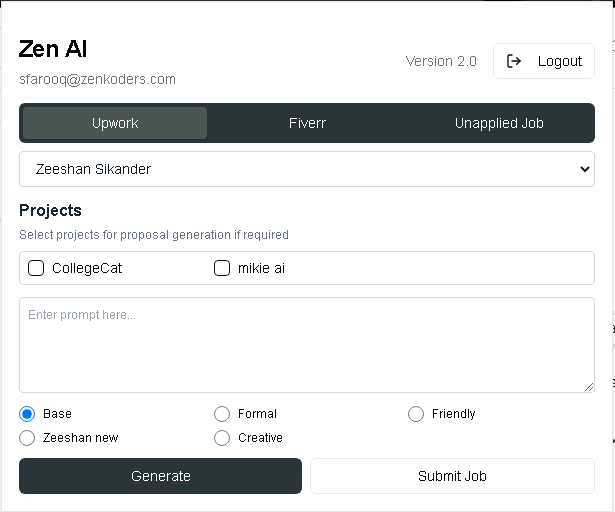 Zen AI
sfarooq@zenkoders.com
Version 2.0
Logout
Upwork Fiverr Unapplied Job
Zeeshan Sikander
Projects
Select projects for proposal generation if required
CollegeCat mikie ai
Enter prompt here...
Base Formal Friendly
Zeeshan new Creative
Generate Submit Job